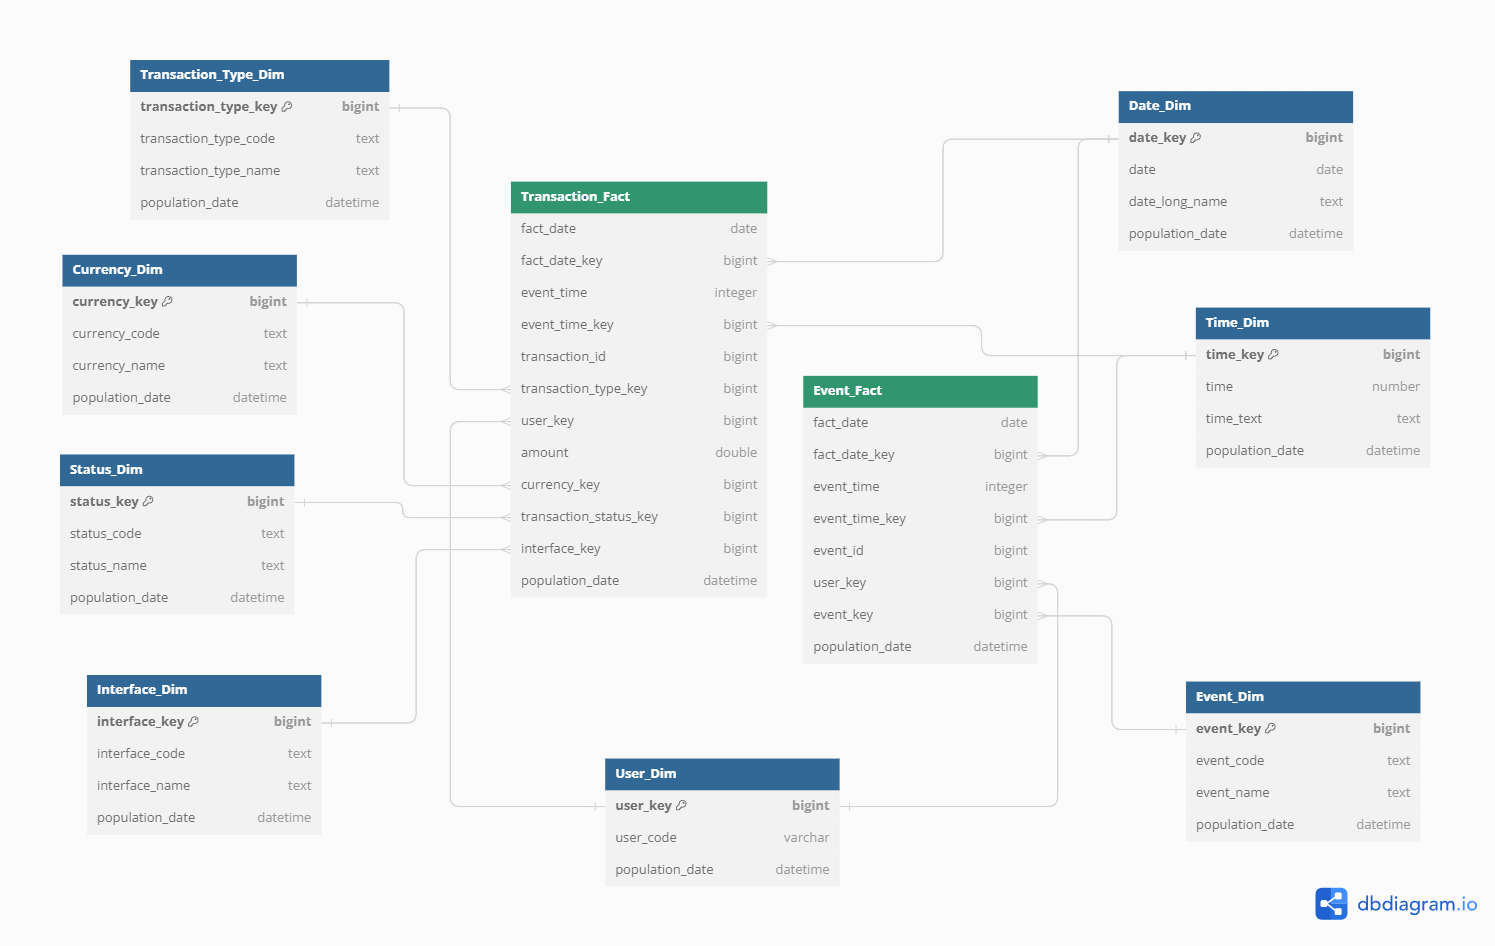 Transaction_Type_Dim
transaction_type_key bigint
transaction_type_code text
transaction_type_name text
population_date datetime
Currency_Dim
currency_key bigint
currency_code text
currency_name text
population_date datetime
Status_Dim
status_key bigint
status_code text
status_name text
population_date datetime
Interface_Dim
interface_key bigint
interface_code text
interface_name text
population_date datetime
Transaction_Fact
fact_date date
fact_date_key bigint
event_time integer
event_time_key bigint
transaction_id bigint
transaction_type_key bigint
user_key bigint
amount double
currency_key bigint
transaction_status_key bigint
interface_key bigint
population_date datetime
User_Dim
user_key bigint
user_code varchar
population_date datetime
Event_Fact
fact_date date
fact_date_key bigint
event_time integer
event_time_key bigint
event_id bigint
user_key bigint
event_key bigint
population_date datetime
Date_Dim
date_key bigint
date date
date_long_name text
population_date datetime
Time_Dim
time_key bigint
time number
time_text text
population_date datetime
Event_Dim
event_key bigint
event_code text
event_name text
population_date datetime
dbdiagram.io